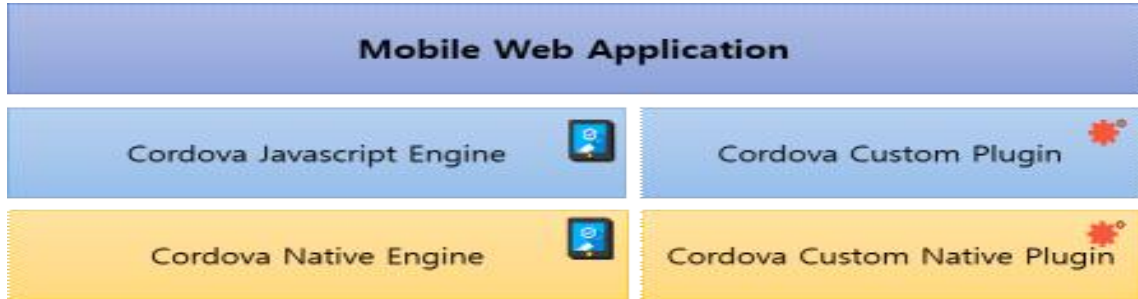 Mobile Web Application
Cordova Javascript Engine
Cordova Custom Plugin
Cordova Native Engine
Cordova Custom Native Plugin